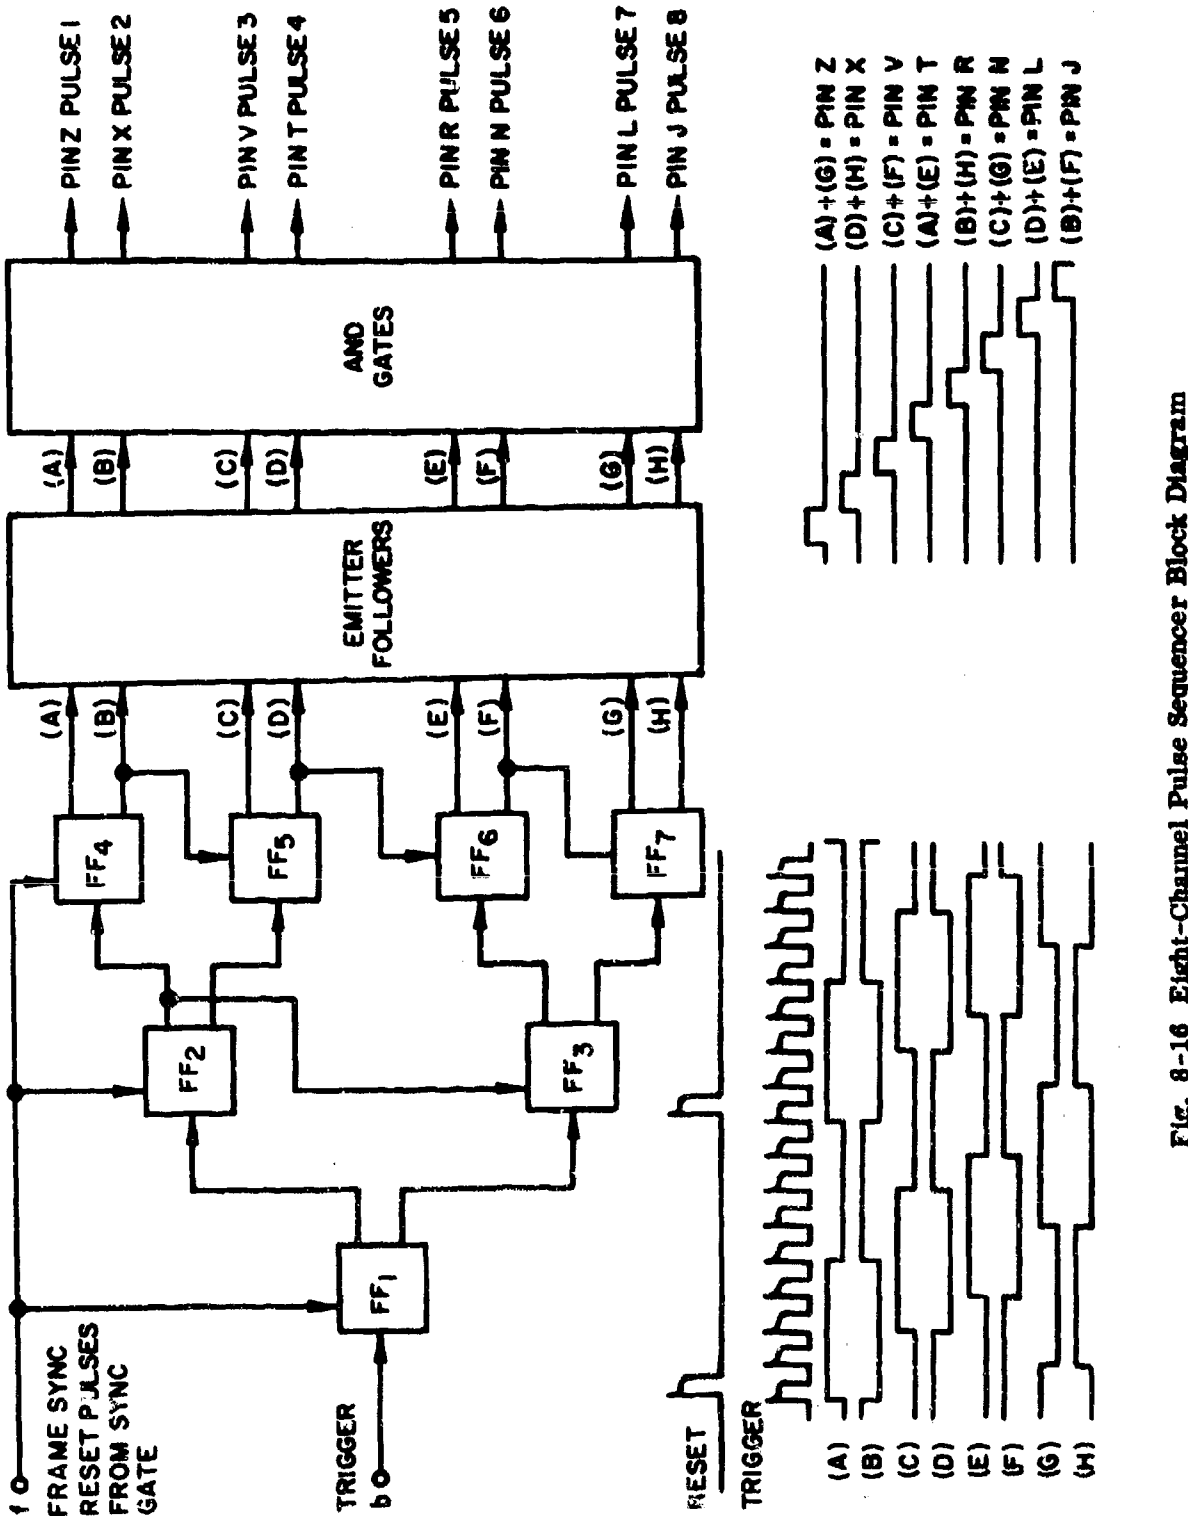 f
FRAME SYNC
RESET PULSES
FROM SYNC
GATE
TRIGGER
b
FF1
FF2
FF3
FF4
FF5
FF6
FF7
(A)
(B)
(C)
(D)
(E)
(F)
(G)
(H)
EMITTER
FOLLOWERS
(A)
(B)
(C)
(D)
(E)
(F)
(G)
(H)
AND
GATES
PIN Z PULSE 1
PIN X PULSE 2
PIN V PULSE 3
PIN T PULSE 4
PIN R PULSE 5
PIN N PULSE 6
PIN L PULSE 7
PIN J PULSE 8
RESET
TRIGGER
(A)
(B)
(C)
(D)
(E)
(F)
(G)
(H)
(A)+(G) = PIN Z
(D)+(H) = PIN X
(C)+(F) = PIN V
(A)+(E) = PIN T
(B)+(H) = PIN R
(C)+(G) = PIN N
(D)+(E) = PIN L
(B)+(F) = PIN J
Fig. 8-16 Eight-Channel Pulse Sequencer Block Diagram